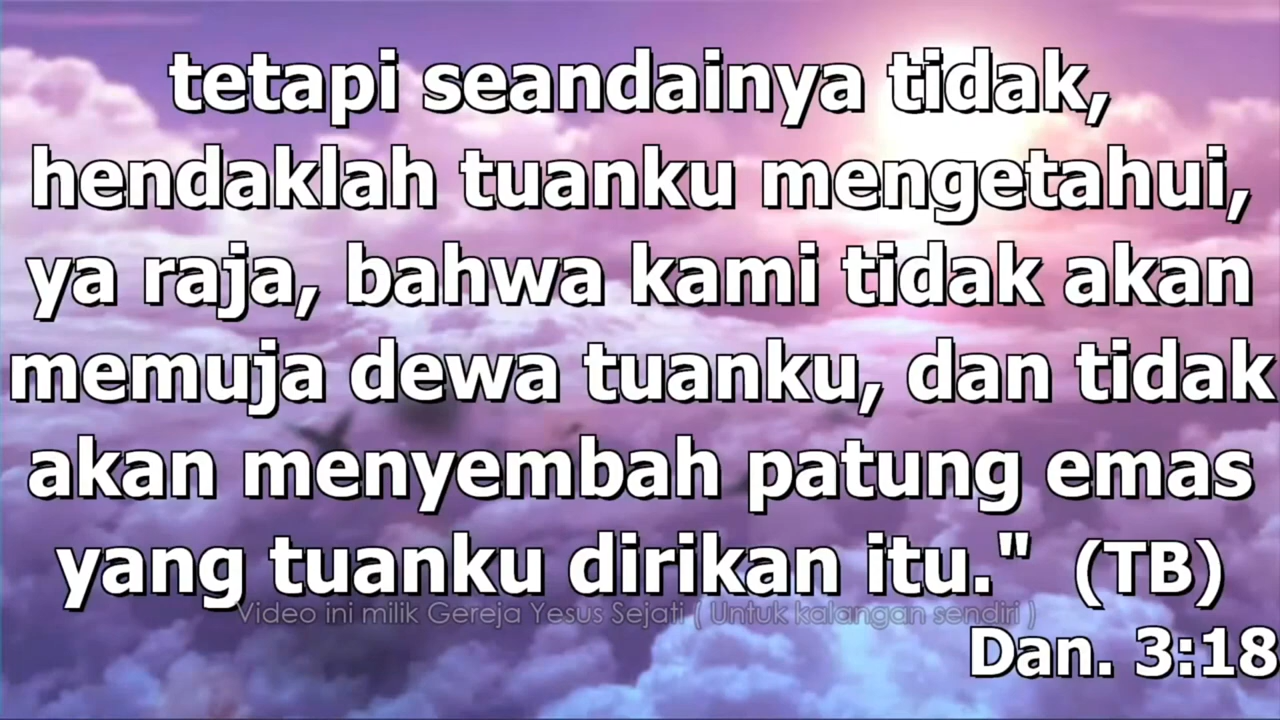 tetapi seandainya tidak,
hendaklah tuanku mengetahui,
ya raja, bahwa kami tidak akan
memuja dewa tuanku, dan tidak
akan menyembah patung emas
yang tuanku dirikan itu." (TB)
Video ini milik Gereja Yesus Sejati ( Untuk kalangan sendiri )
Dan. 3:18